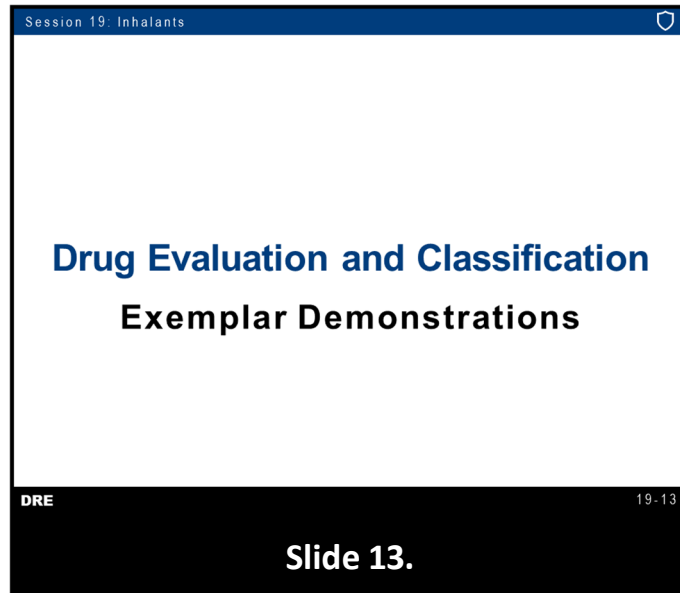 Session 19: Inhalants
Drug Evaluation and Classification
Exemplar Demonstrations
DRE
19-13
Slide 13.